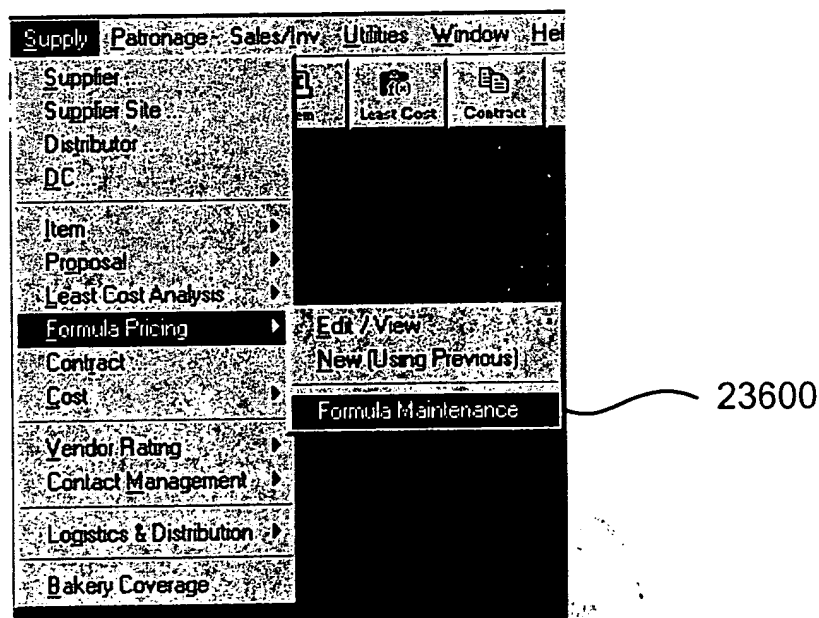 Supply Patronage Sales/Inv. Utilities Window Hel
Supplier ...
Supplier Site ...
Distributor ...
DC ...
em Least Cost Contract
Item
Proposal
Least Cost Analysis
Formula Pricing
Contract
Cost
Vendor Rating
Contact Management
Logistics & Distribution
Bakery Coverage
Edit / View
New (Using Previous)
Formula Maintenance
23600